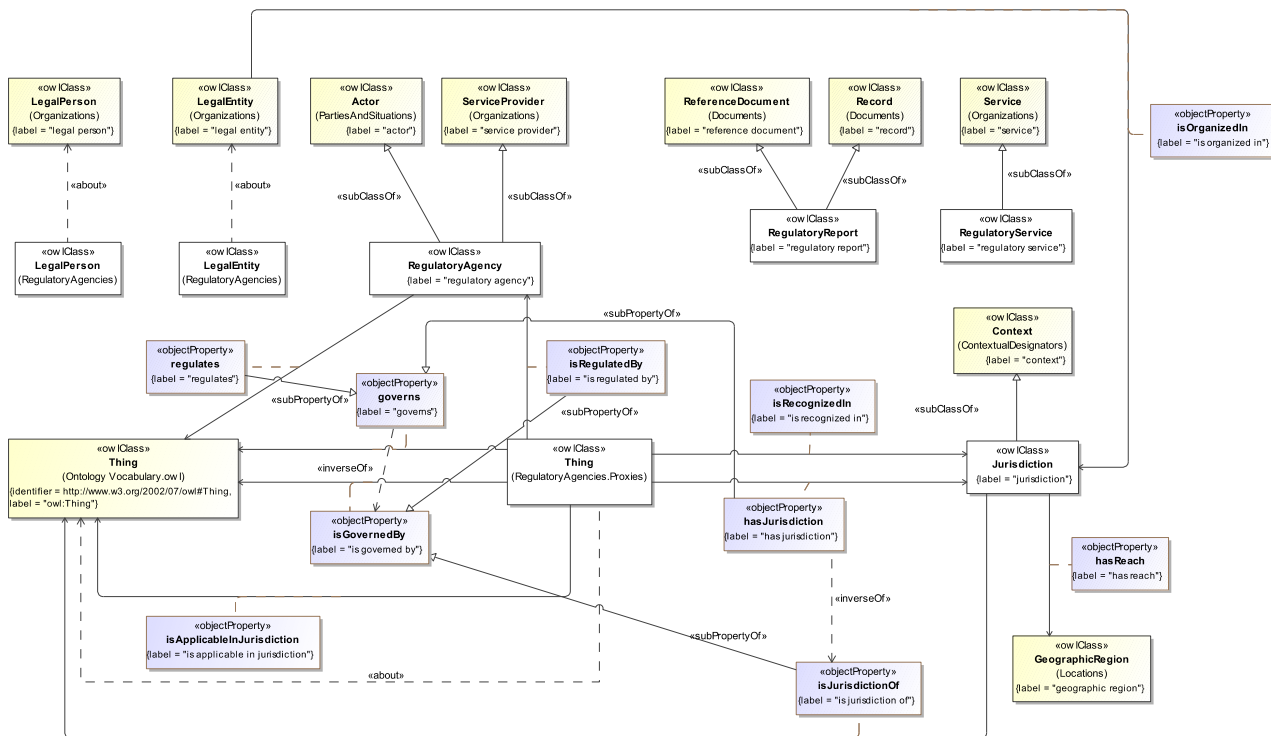 «owlClass»
LegalPerson
(Organizations)
{label = "legal person"}
«owlClass»
LegalEntity
(Organizations)
{label = "legal entity"}
«owlClass»
Actor
(PartiesAndSituations)
{label = "actor"}
«owlClass»
ServiceProvider
(Organizations)
{label = "service provider"}
«owlClass»
ReferenceDocument
(Documents)
{label = "reference document"}
«owlClass»
Record
(Documents)
{label = "record"}
«owlClass»
Service
(Organizations)
{label = "service"}
«objectProperty»
isOrganizedIn
{label = "is organized in"}
«about»
«about»
«subClassOf»
«subClassOf»
«subClassOf»
«subClassOf»
«subClassOf»
«owlClass»
LegalPerson
(RegulatoryAgencies)
«owlClass»
LegalEntity
(RegulatoryAgencies)
«owlClass»
RegulatoryAgency
{label = "regulatory agency"}
«owlClass»
RegulatoryReport
{label = "regulatory report"}
«owlClass»
RegulatoryService
{label = "regulatory service"}
«subPropertyOf»
«owlClass»
Context
(ContextualDesignators)
{label = "context"}
«objectProperty»
regulates
{label = "regulates"}
«objectProperty»
governs
{label = "governs"}
«objectProperty»
isRegulatedBy
{label = "is regulated by"}
«objectProperty»
isRecognizedIn
{label = "is recognized in"}
«subPropertyOf»
«subPropertyOf»
«subClassOf»
«owlClass»
Thing
(Ontology Vocabulary.owl)
{identifier = http://www.w3.org/2002/07/owl#Thing,
label = "owl:Thing"}
«inverseOf»
«owlClass»
Thing
(RegulatoryAgencies.Proxies)
«owlClass»
Jurisdiction
{label = "jurisdiction"}
«objectProperty»
isGovernedBy
{label = "is governed by"}
«objectProperty»
hasJurisdiction
{label = "has jurisdiction"}
«objectProperty»
hasReach
{label = "has reach"}
«inverseOf»
«objectProperty»
isApplicableInJurisdiction
{label = "is applicable in jurisdiction"}
«subPropertyOf»
«about»
«objectProperty»
isJurisdictionOf
{label = "is jurisdiction of"}
«owlClass»
GeographicRegion
(Locations)
{label = "geographic region"}